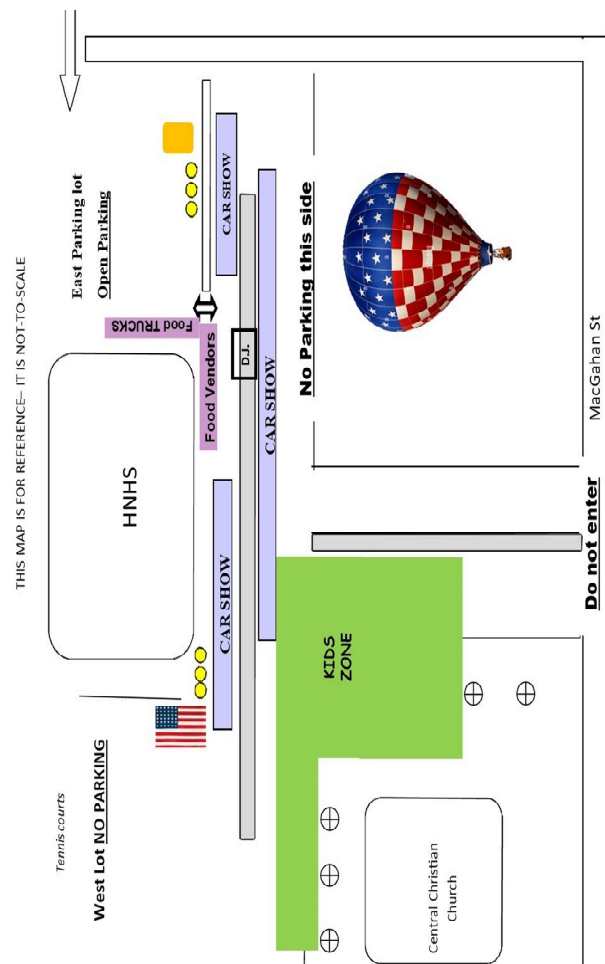 THIS MAP IS FOR REFERENCE– IT IS NOT-TO-SCALE
Tennis courts
West Lot NO PARKING
HNHS
East Parking lot
Open Parking
Food TRUCKS
Food Vendors
CAR SHOW
CAR SHOW
D.J.
CAR SHOW
No Parking this side
KIDS
ZONE
Central Christian
Church
Do not enter
MacGahan St